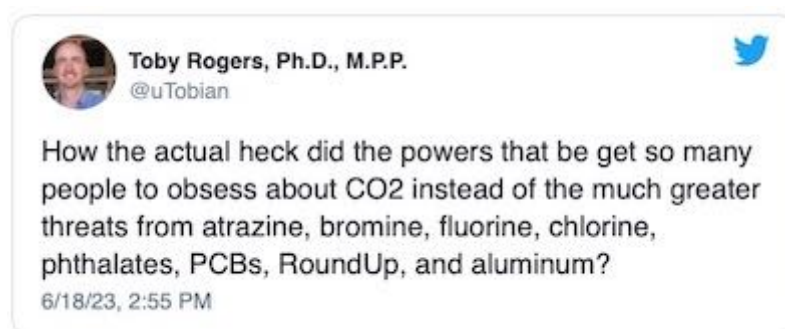 Toby Rogers, Ph.D., M.P.P.
@uTobian
How the actual heck did the powers that be get so many
people to obsess about CO2 instead of the much greater
threats from atrazine, bromine, fluorine, chlorine,
phthalates, PCBs, RoundUp, and aluminum?
6/18/23, 2:55 PM